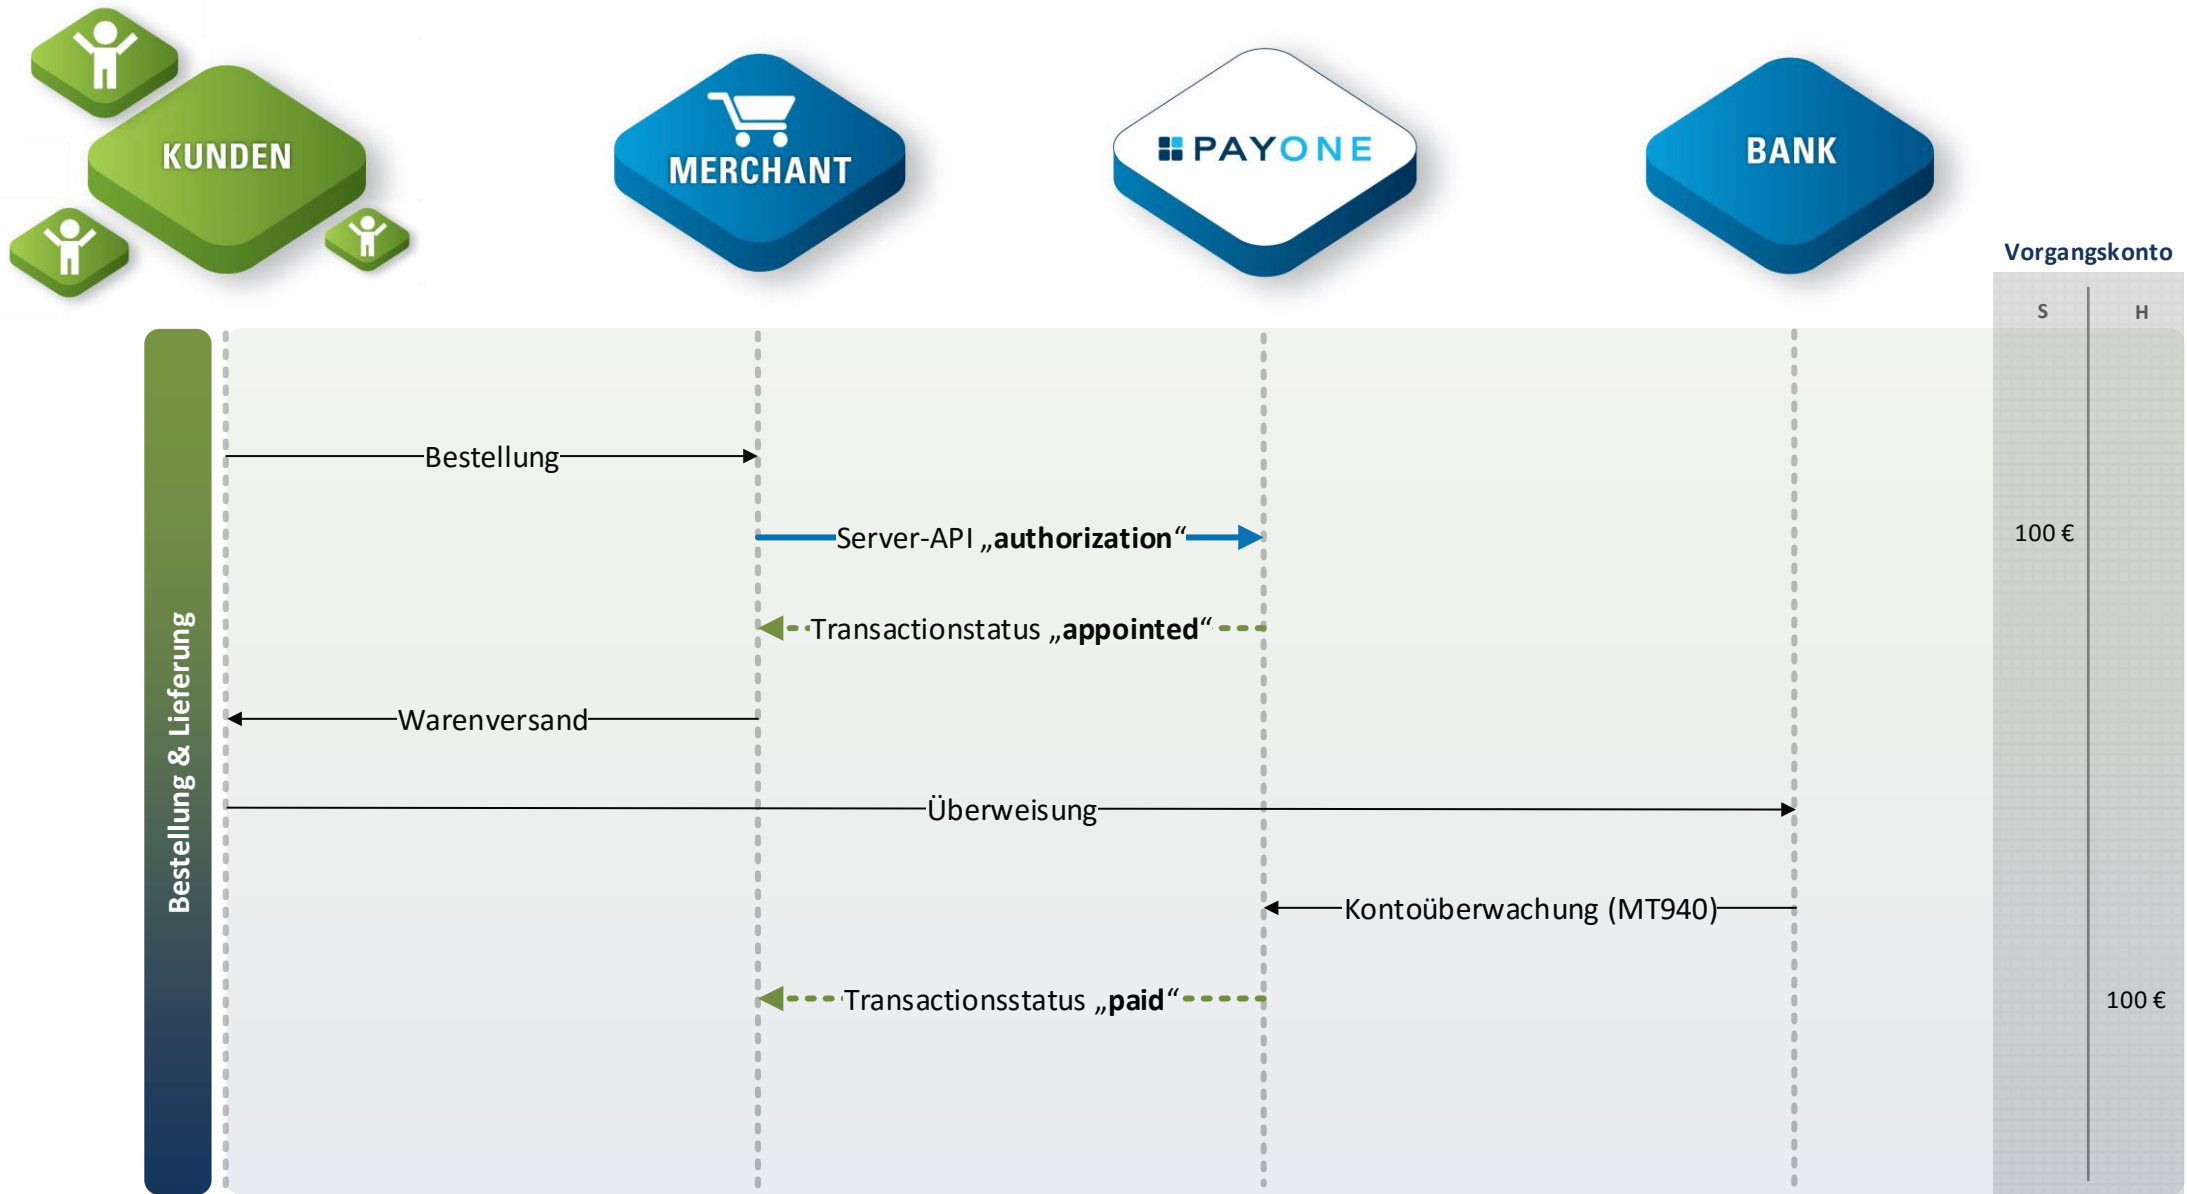 KUNDEN
MERCHANT
PAYONE
BANK
Vorgangskonto
S
H
Bestellung & Lieferung
Bestellung
Server-API „authorization“
100 €
Transactionstatus „appointed“
Warenversand
Überweisung
Kontoüberwachung (MT940)
Transactionsstatus „paid“
100 €